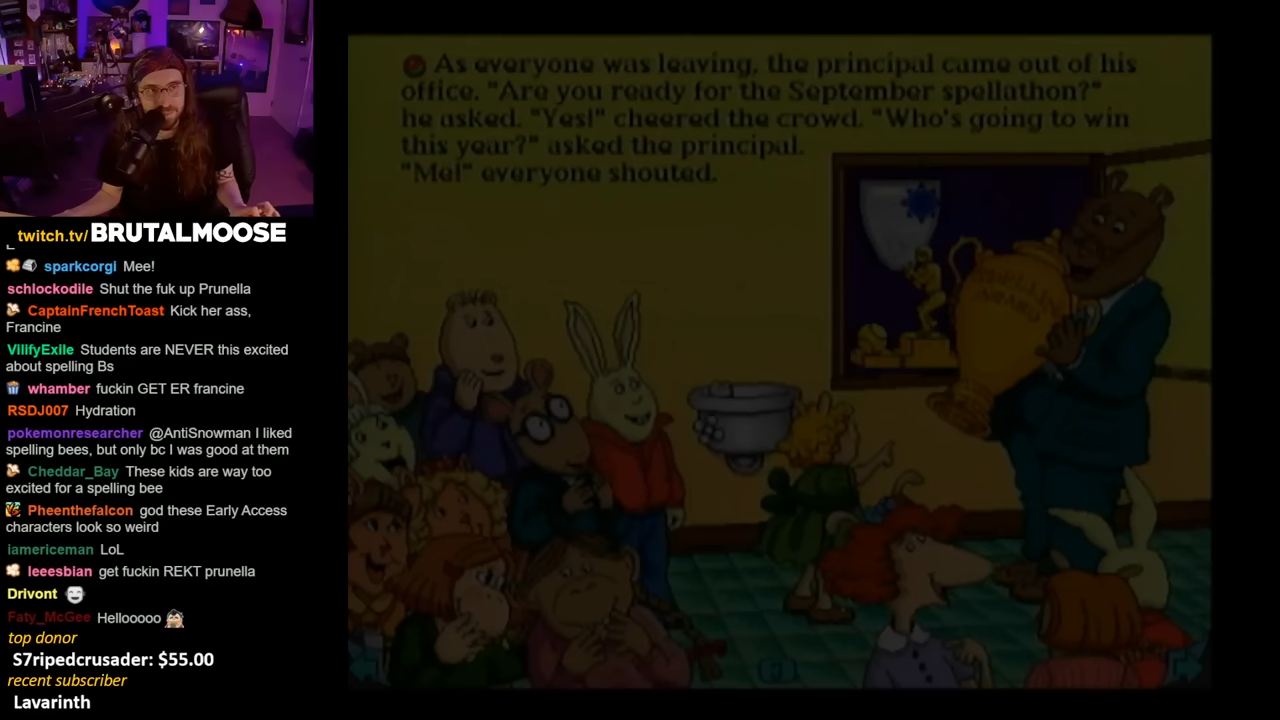 As everyone was leaving, the principal came out of his
office. "Are you ready for the September spellathon?"
he asked. "Yes!" cheered the crowd. "Who's going to win
this year?" asked the principal.
"Me!" everyone shouted.
SPELLING
AWARD
twitch.tv/BRUTALMOOSE
sparkcorgi Mee!
schlockodile Shut the fuk up Prunella
CaptainFrenchToast Kick her ass,
Francine
VilifyExile Students are NEVER this excited
about spelling Bs
whamber fuckin GET ER francine
RSDJ007 Hydration
pokemonresearcher @AntiSnowman I liked
spelling bees, but only bc I was good at them
Cheddar_Bay These kids are way too
excited for a spelling bee
Pheenthefalcon god these Early Access
characters look so weird
iamericeman LoL
leeesbian get fuckin REKT prunella
Drivont
Faty_McGee Hellooooo
top donor
S7ripedcrusader: $55.00
recent subscriber
Lavarinth